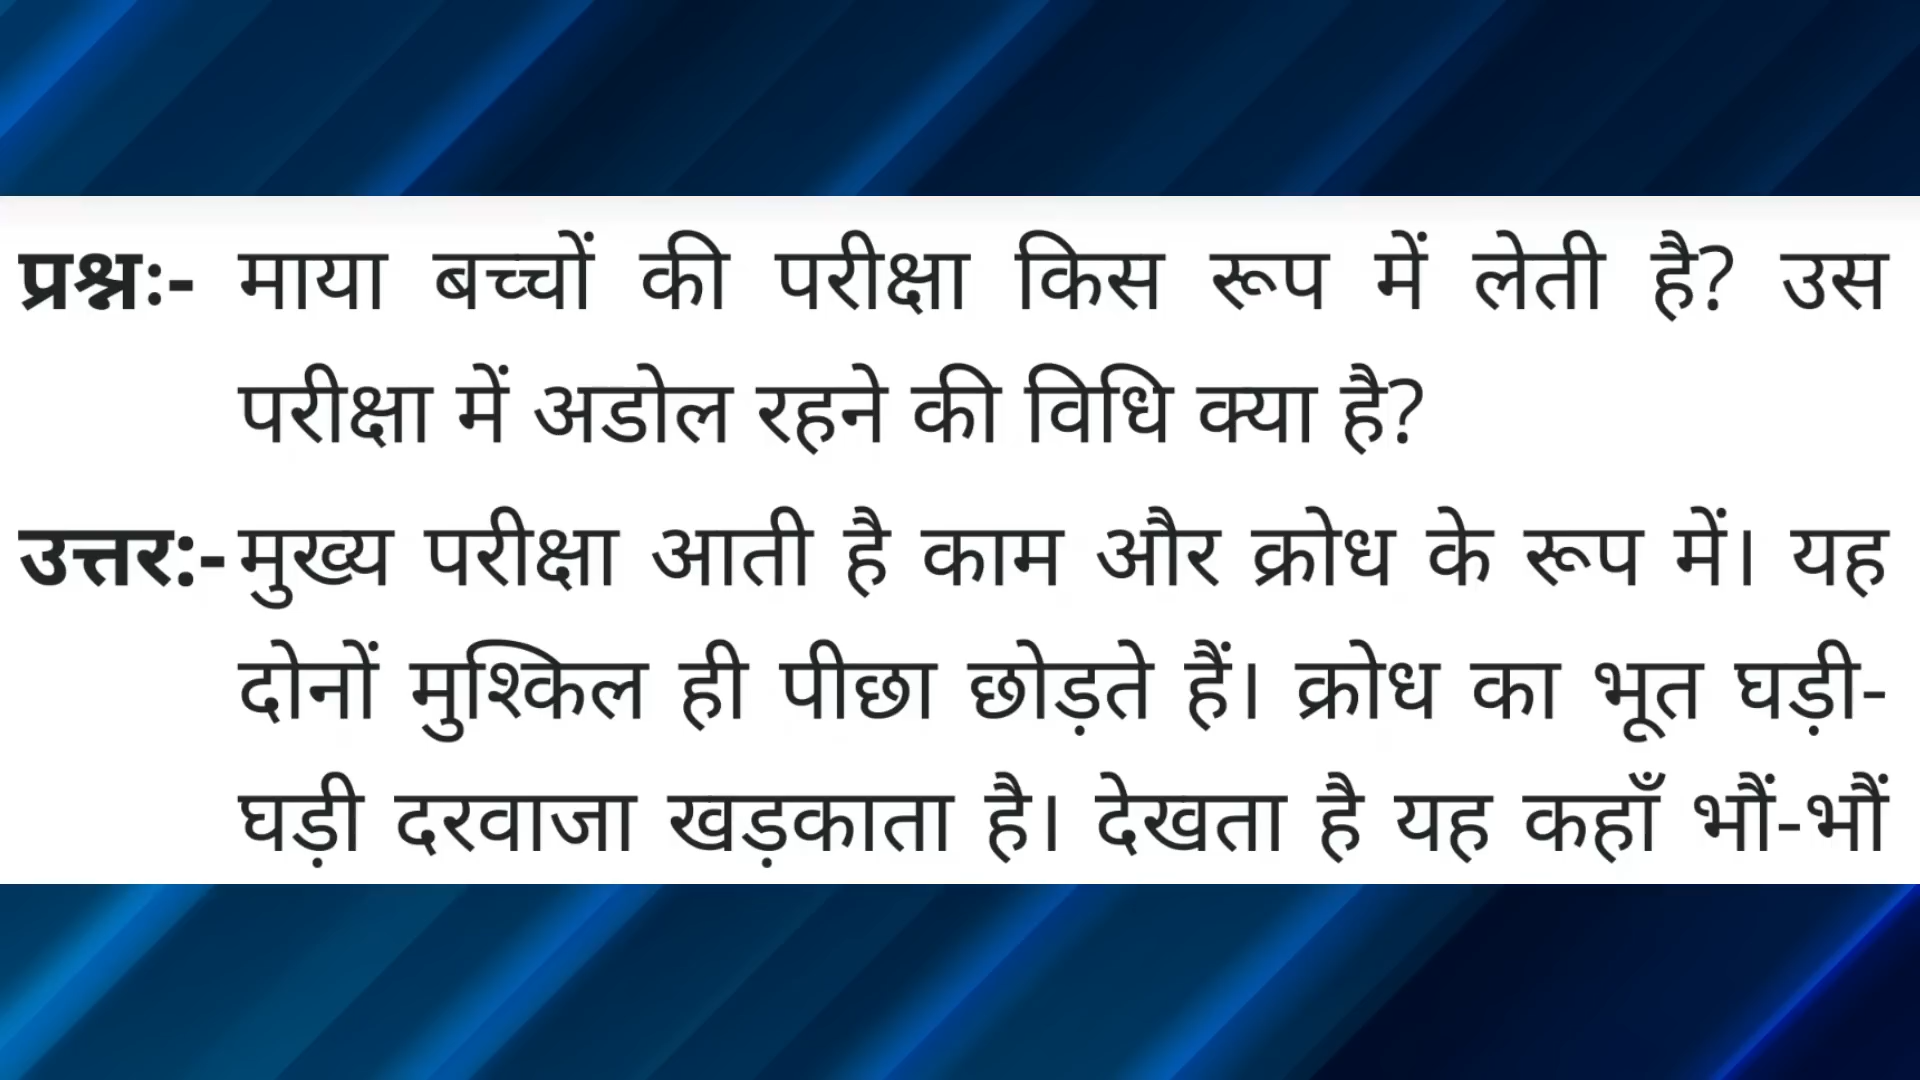 प्रश्नः- माया बच्चों की परीक्षा किस रूप में लेती है? उस
परीक्षा में अडोल रहने की विधि क्या है?
उत्तर:- मुख्य परीक्षा आती है काम और क्रोध के रूप में। यह
दोनों मुश्किल ही पीछा छोड़ते हैं। क्रोध का भूत घड़ी-
घड़ी दरवाजा खड़काता है। देखता है यह कहाँ भौं-भौं